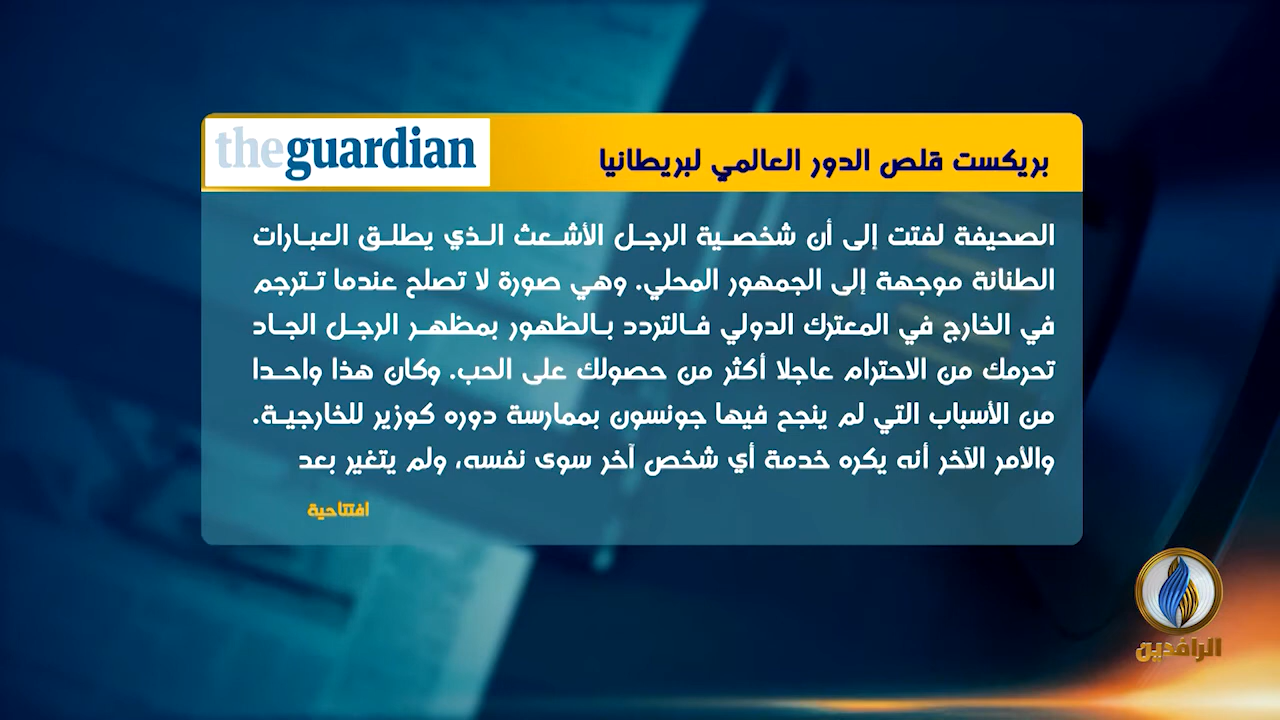 theguardian
بريكست قلص الدور العالمي لبريطانيا
الصحيفة لفتت إلى أن شخصية الرجل الأشعث الذي يطلق العبارات
الطنانة موجهة إلى الجمهور المحلي. وهي صورة لا تصلح عندما تترجم
في الخارج في المعترك الدولي فالتردد بالظهور بمظهر الرجل الجاد
تحرمك من الاحترام عاجلا أكثر من حصولك على الحب. وكان هذا واحدا
من الأسباب التي لم ينجح فيها جونسون بممارسة دوره كوزير للخارجية.
والامر الآخر أنه يكره خدمة أي شخص آخر سوى نفسه، ولم يتغير بعد
افتتاحية
الرافدين